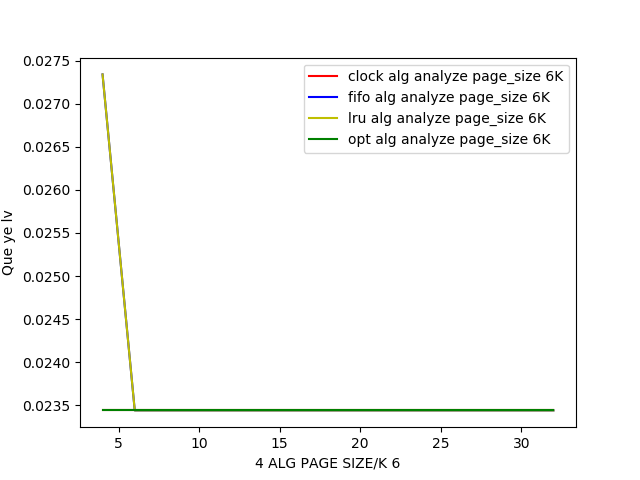 0.0275
0.0270
0.0265
0.0260
0.0255
0.0250
0.0245
0.0240
0.0235
Que ye lv
clock alg analyze page_size 6K
fifo alg analyze page_size 6K
lru alg analyze page_size 6K
opt alg analyze page_size 6K
5 10 15 20 25 30
4 ALG PAGE SIZE/K 6